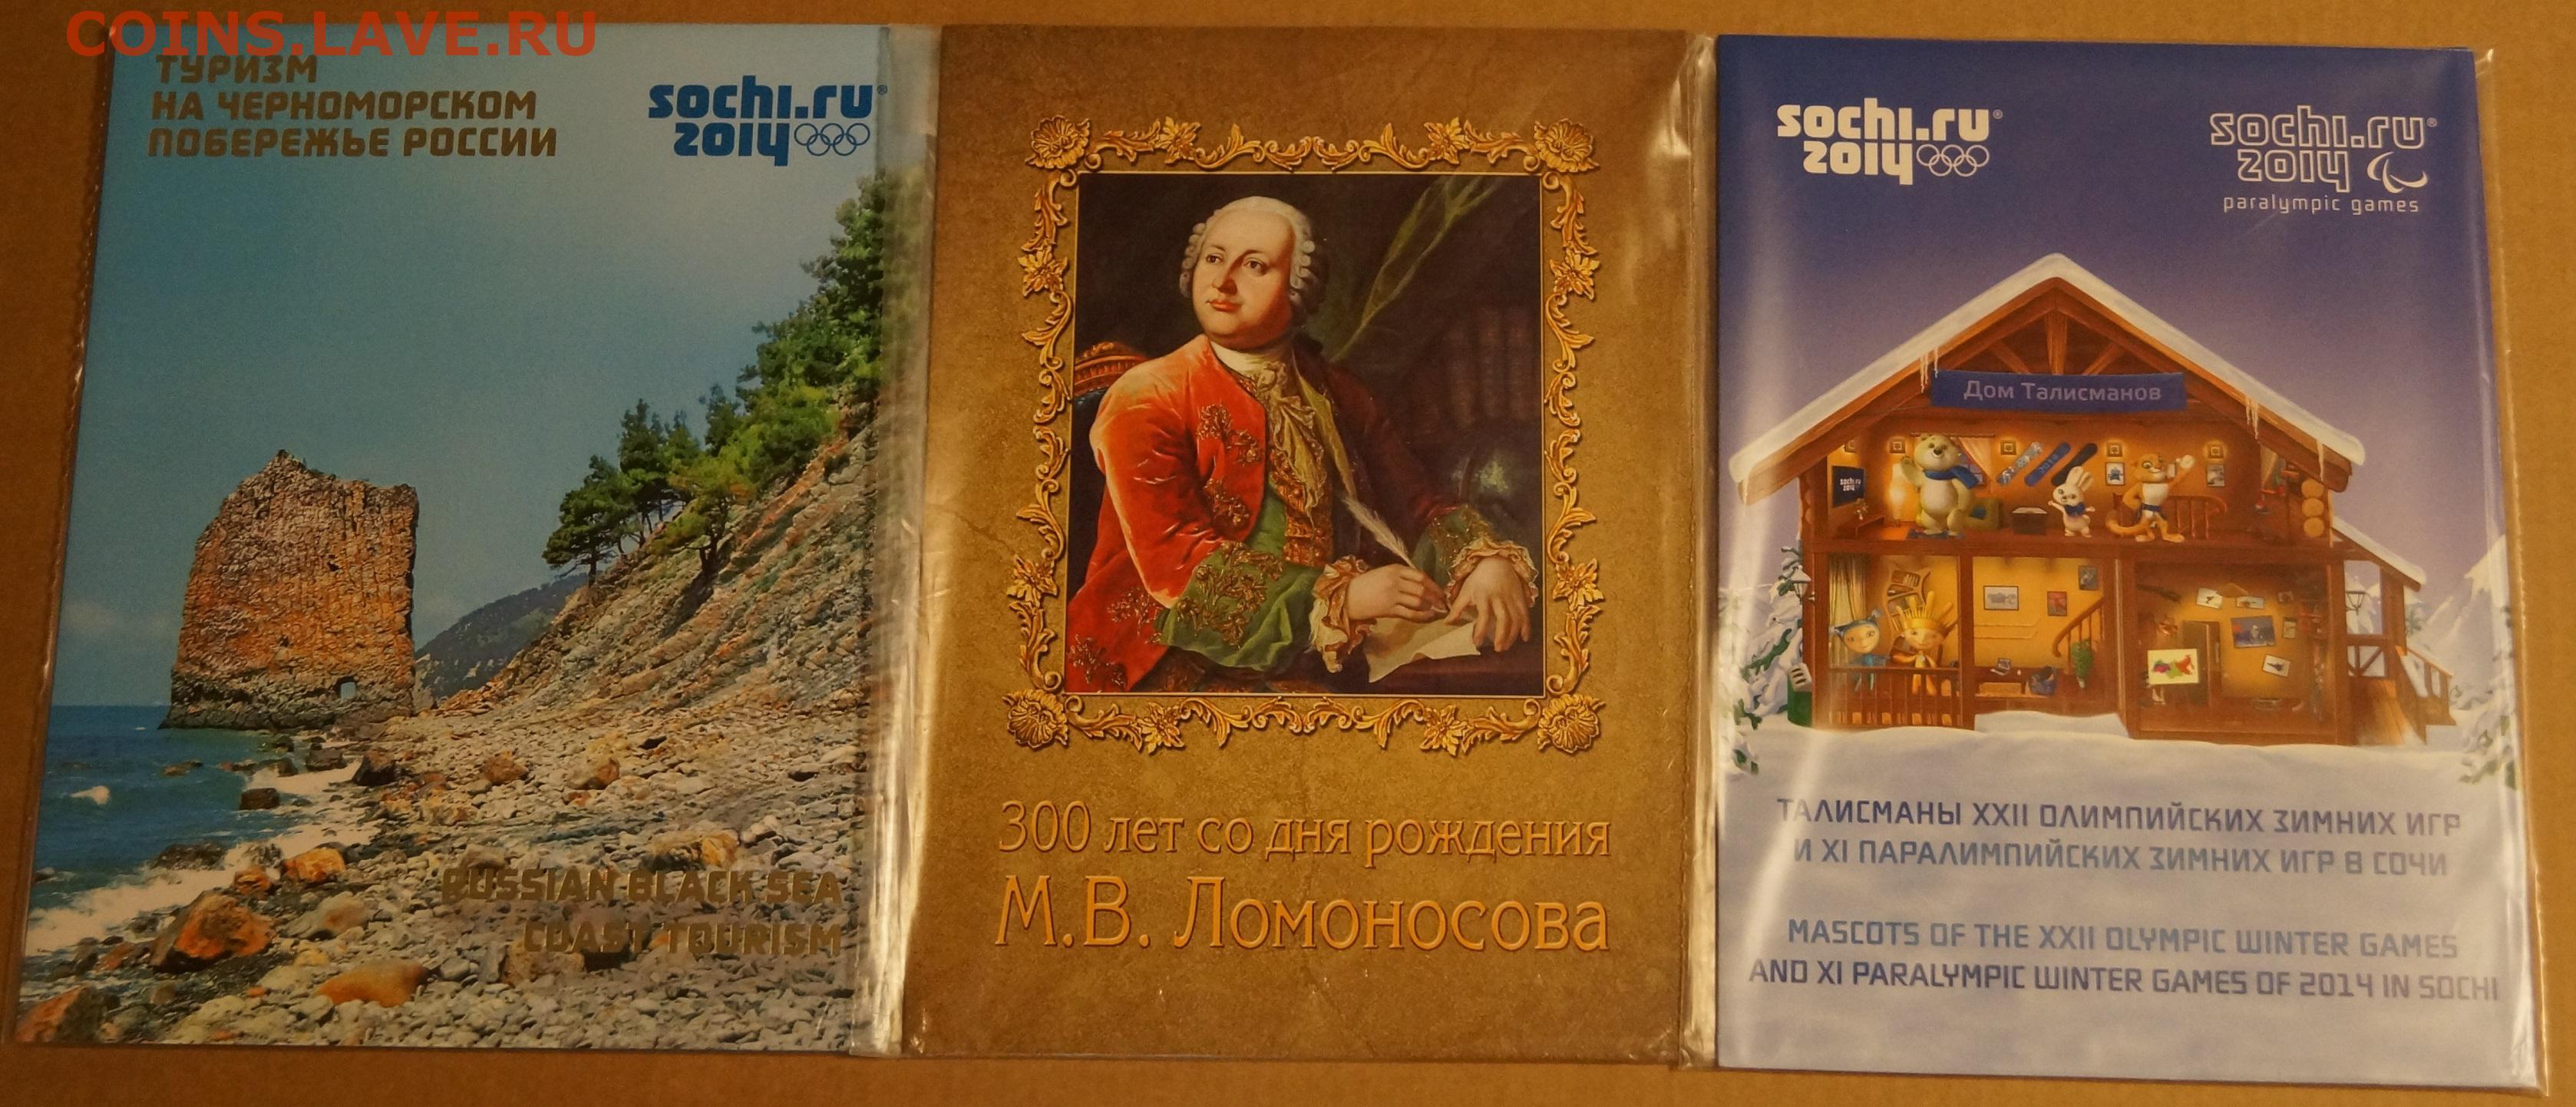 COINS.LAVE.RU
ТУРИЗМ
НА ЧЕРНОМОРСКОМ
ПОБЕРЕЖЬЕ РОССИИ
sochi.ru®
2014
RUSSIAN BLACK SEA
COAST TOURISM
300 лет со дня рождения
М.В. Ломоносова
sochi.ru®
2014
sochi.ru®
2014
paralympic games
Дом Талисманов
sochi.ru
2014
ТАЛИСМАНЫ XXII ОЛИМПИЙСКИХ ЗИМНИХ ИГР
И XI ПАРАЛИМПИЙСКИХ ЗИМНИХ ИГР В СОЧИ
MASCOTS OF THE XXII OLYMPIC WINTER GAMES
AND XI PARALYMPIC WINTER GAMES OF 2014 IN SOCHI